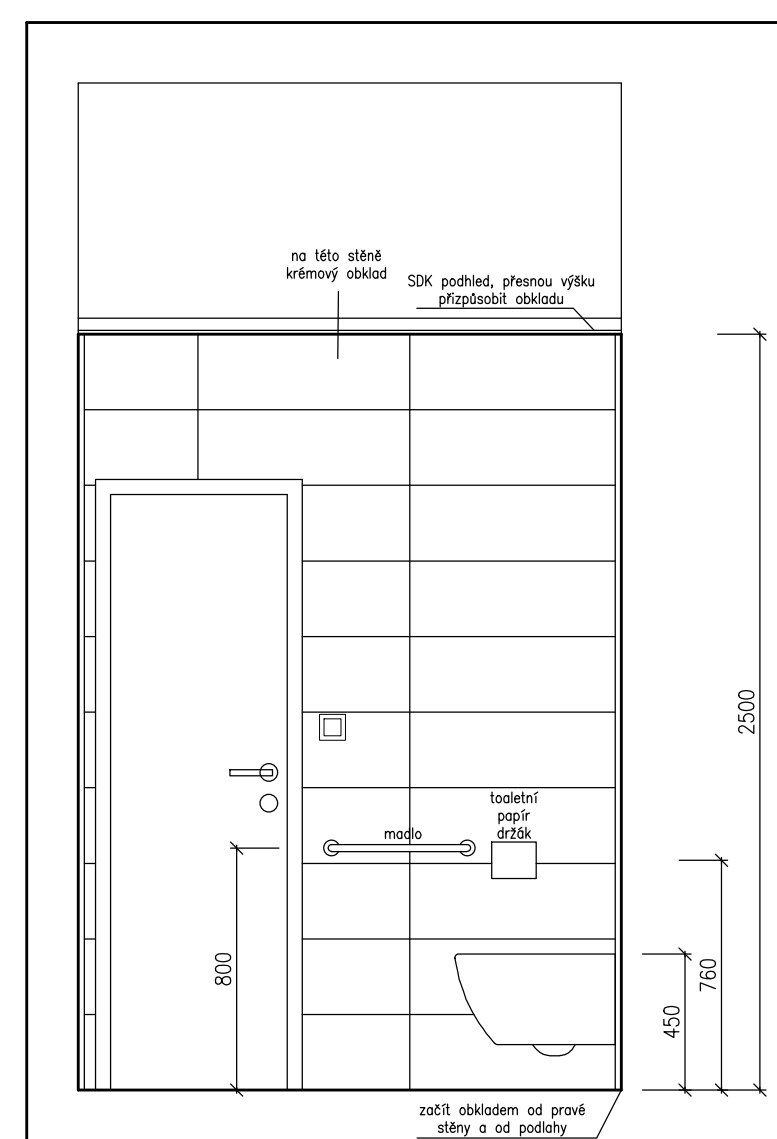 na této stěně
krémový obklad
SDK podhled, přesnou výšku
přizpůsobit obkladu
2500
toaletní
papír
držák
madlo
800
760
450
začít obkladem od pravé
stěny a od podlahy